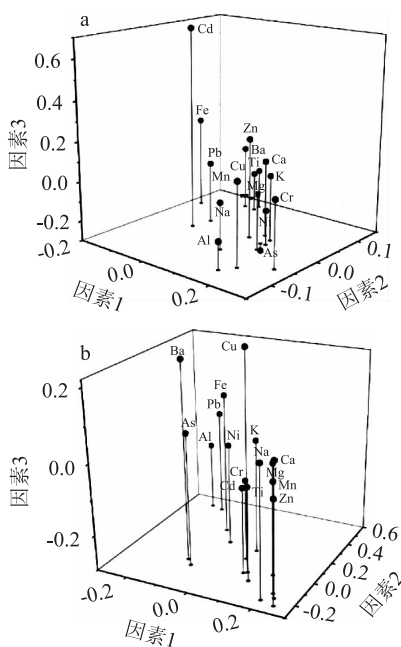 a
Cd
0.6
Fe
0.4
Zn
Ba
Pb
Ti
Ca
0.2
Cu
Mn
Mg
K
因素3
0.0
Na
Cr
Al
-0.2
As
-0.2
0.1
0.0
0.0
因素1
0.2
-0.1
因素2
b
Ba
Cu
0.2
Fe
Pb
As
Al
Ni
K
Na
Ca
因素3
0.0
Cr
Mg
Cd
Ti
Mn
Zn
-0.2
0.6
0.4
0.2
-0.2
0.0
0.0
因素1
0.2
-0.2
因素2